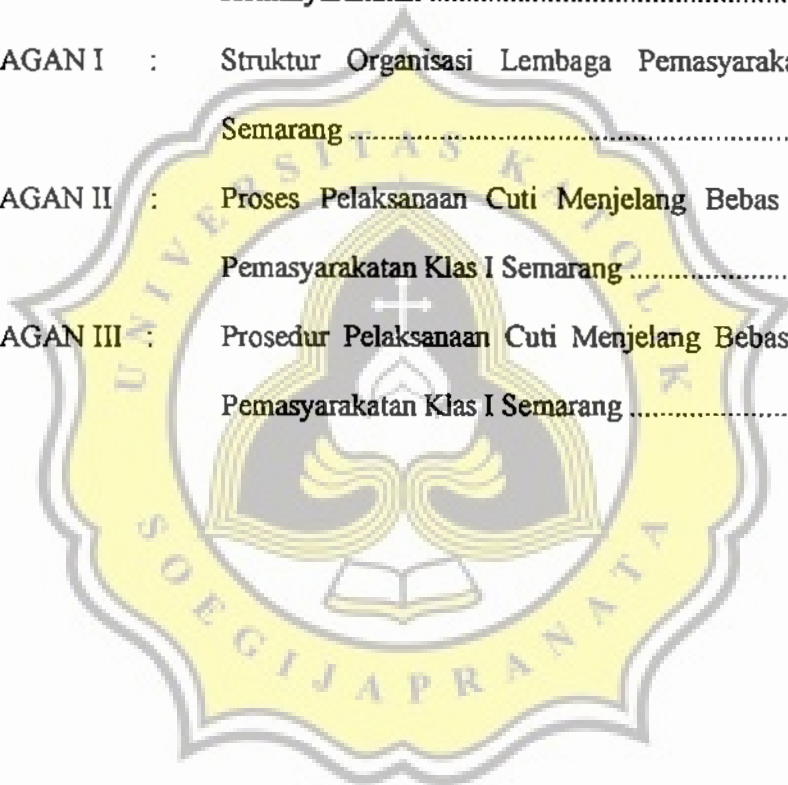 AGAN I : Struktur Organisasi Lembaga Pemasyaraka
Semarang ................................................
AGAN II : Proses Pelaksanaan Cuti Menjelang Bebas
Pemasyarakatan Klas I Semarang ....................
AGAN III : Prosedur Pelaksanaan Cuti Menjelang Bebas
Pemasyarakatan Klas I Semarang ....................
UNIVERSITAS KATOLIK
SOEGIJAPRANATA